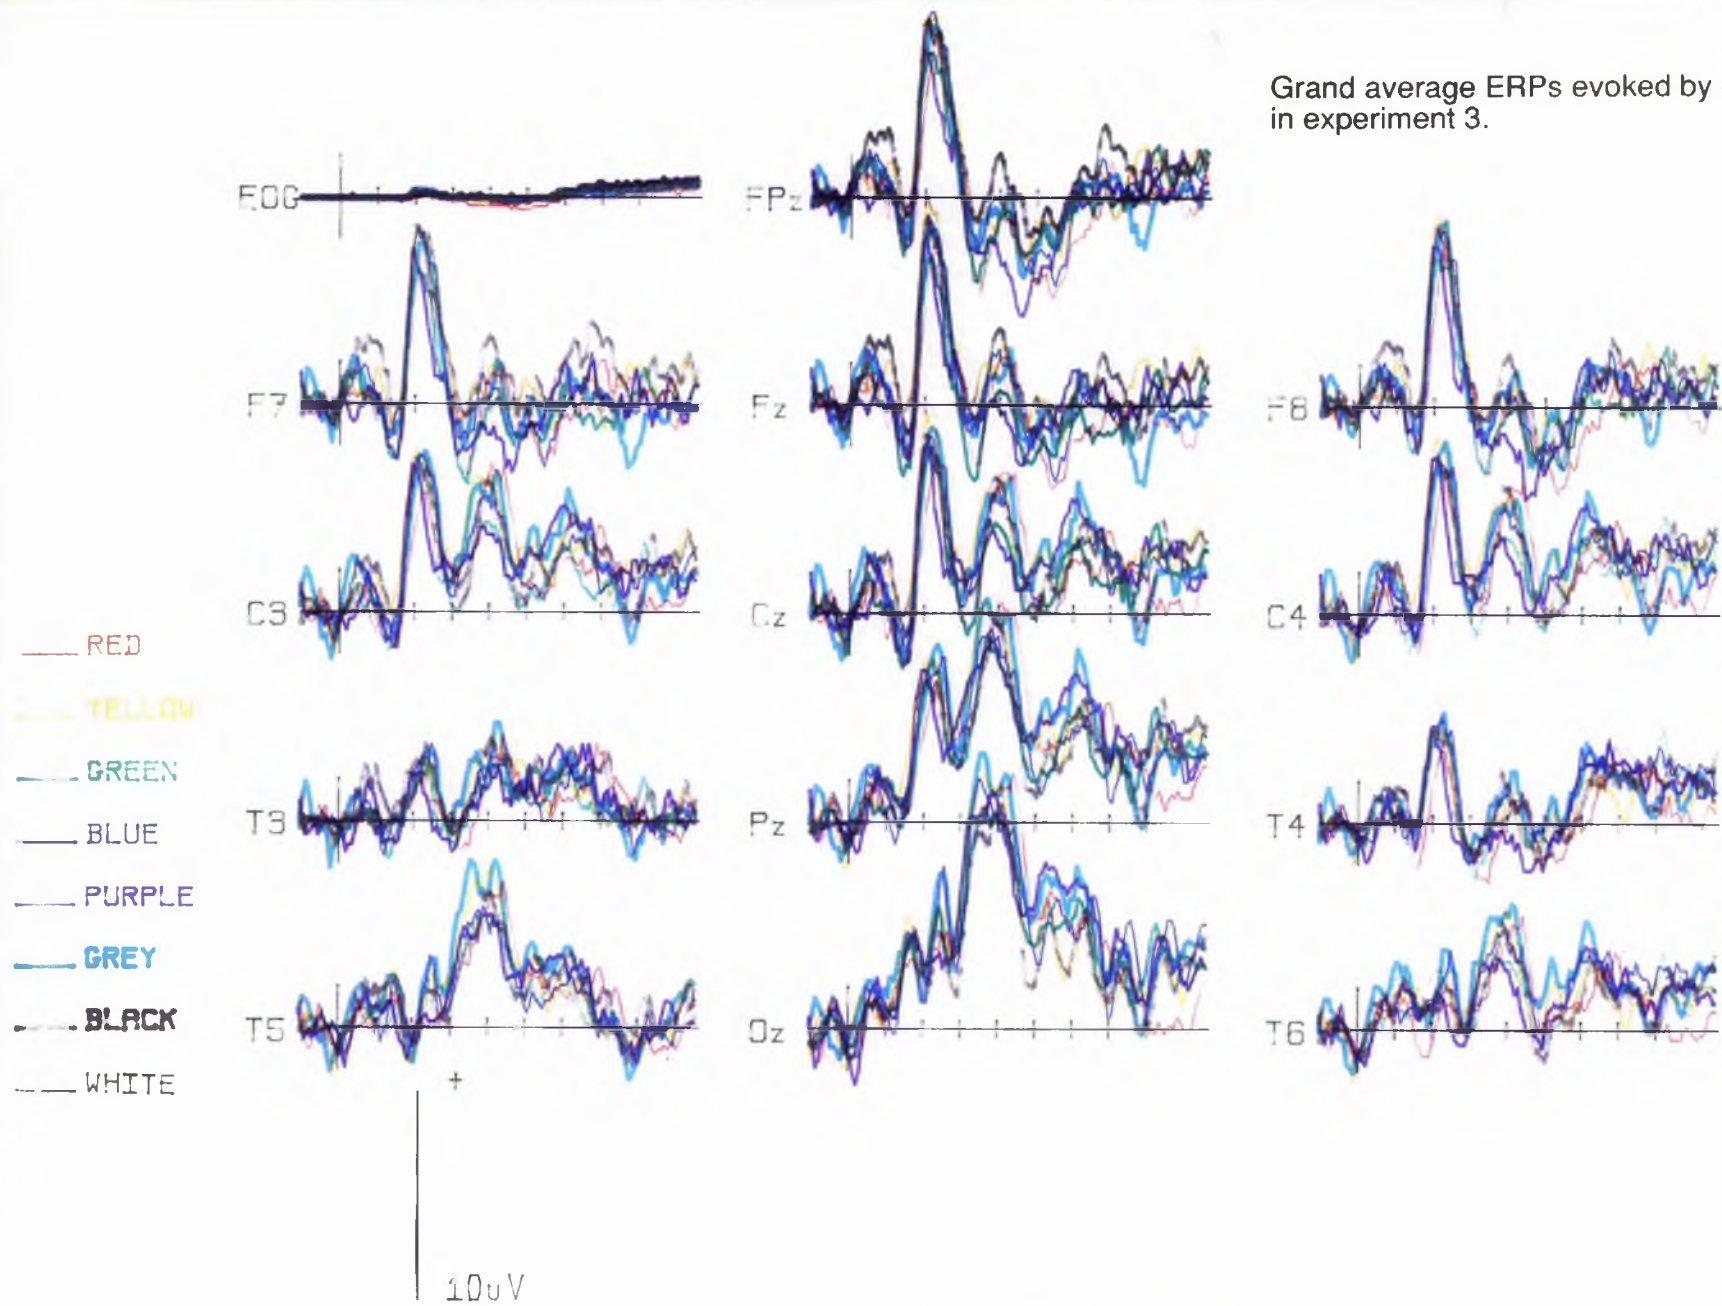 Grand average ERPs evoked by
in experiment 3.
EOG
FPz
F7
Fz
F8
C3
Cz
C4
T3
Pz
T4
T5
Oz
T6
RED
YELLOW
GREEN
BLUE
PURPLE
GREY
BLACK
WHITE
+
10uV